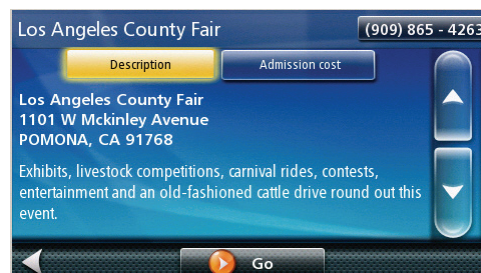 Los Angeles County Fair
(909) 865 - 4263
Description
Admission cost
Los Angeles County Fair
1101 W Mckinley Avenue
POMONA, CA 91768
Exhibits, livestock competitions, carnival rides, contests,
entertainment and an old-fashioned cattle drive round out this
event.
Go